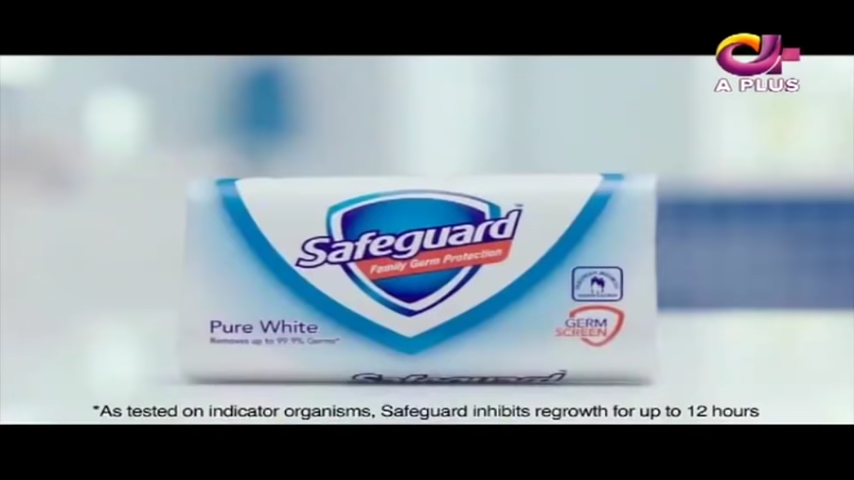 A PLUS
Safeguard
Family Germ Protection
Pure White
Removes up to 99.9% Germs*
GERM
SCREEN
Safeguard
*As tested on indicator organisms, Safeguard inhibits regrowth for up to 12 hours